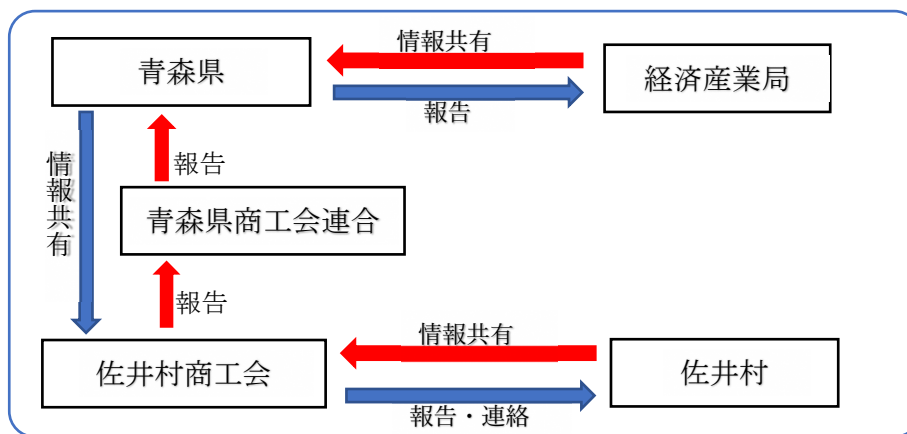 情報共有
青森県
経済産業局
報告
情報共有
報告
青森県商工会連合
報告
情報共有
佐井村商工会
佐井村
報告・連絡